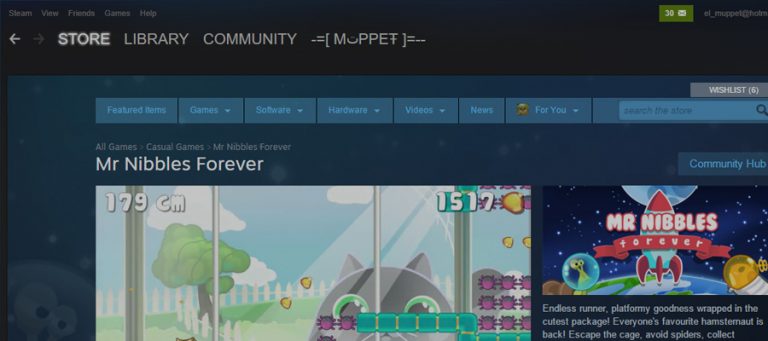 Steam View Friends Games Help
30
el_muppet@hotm
STORE LIBRARY COMMUNITY
WISHLIST (6)
Featured Items Games Software Hardware Videos News For You search the store
All Games > Casual Games > Mr Nibbles Forever
Mr Nibbles Forever
Community Hub
179 cm
1517
MR NIBBLES
forever
Endless runner, platformy goodness wrapped in the
cutest package! Everyone's favourite hamsternaut is
back! Escape the cage, avoid spiders, collect